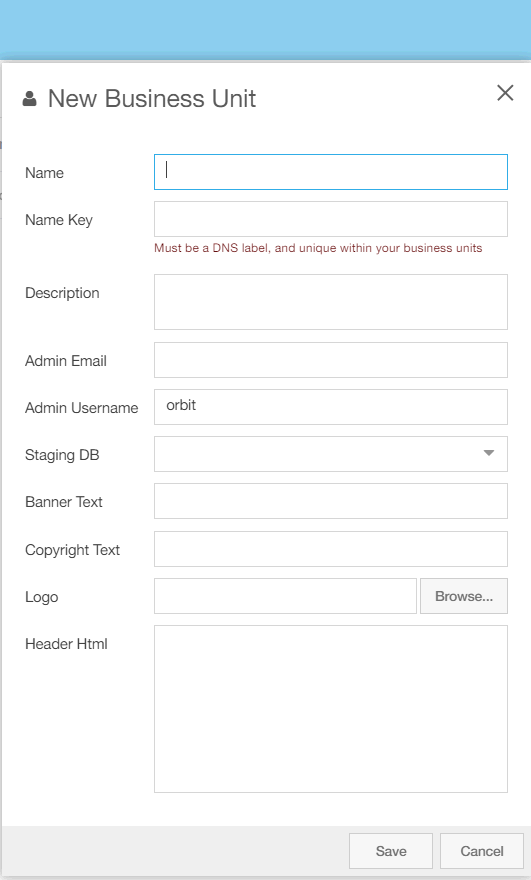 New Business Unit
Name
Name Key
Must be a DNS label, and unique within your business units
Description
Admin Email
Admin Username orbit
Staging DB
Banner Text
Copyright Text
Logo Browse...
Header Html
Save Cancel